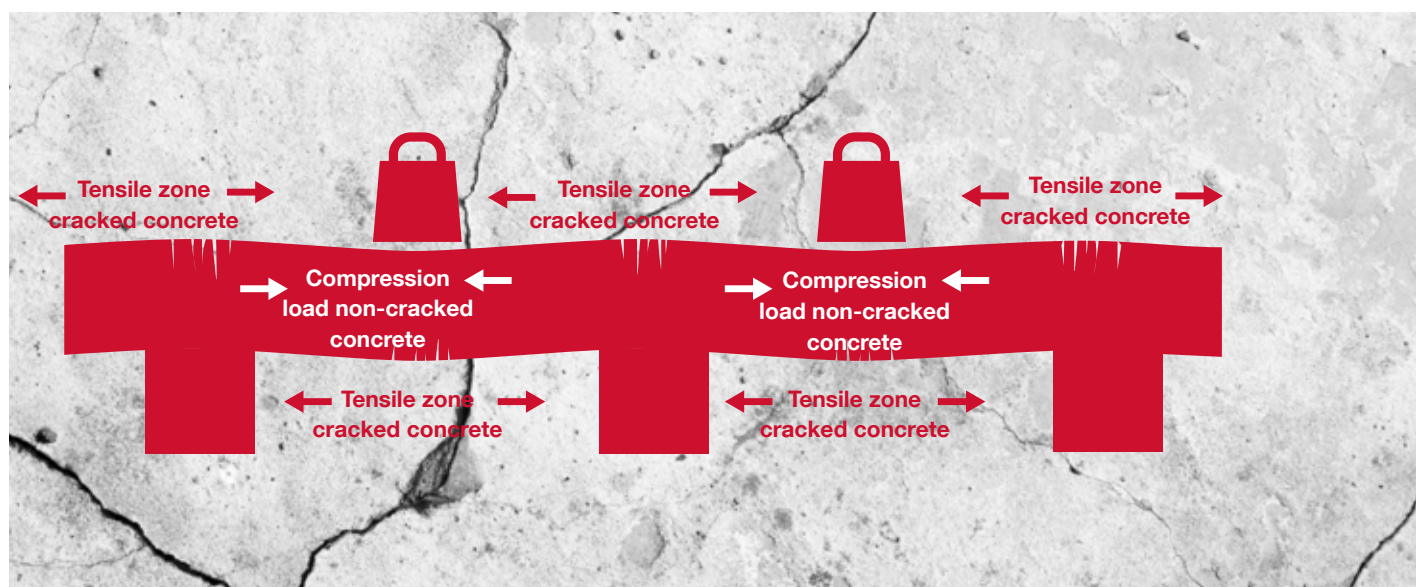 Tensile zone
cracked concrete
Tensile zone
cracked concrete
Tensile zone
cracked concrete
Compression
load non-cracked
concrete
Compression
load non-cracked
concrete
Tensile zone
cracked concrete
Tensile zone
cracked concrete